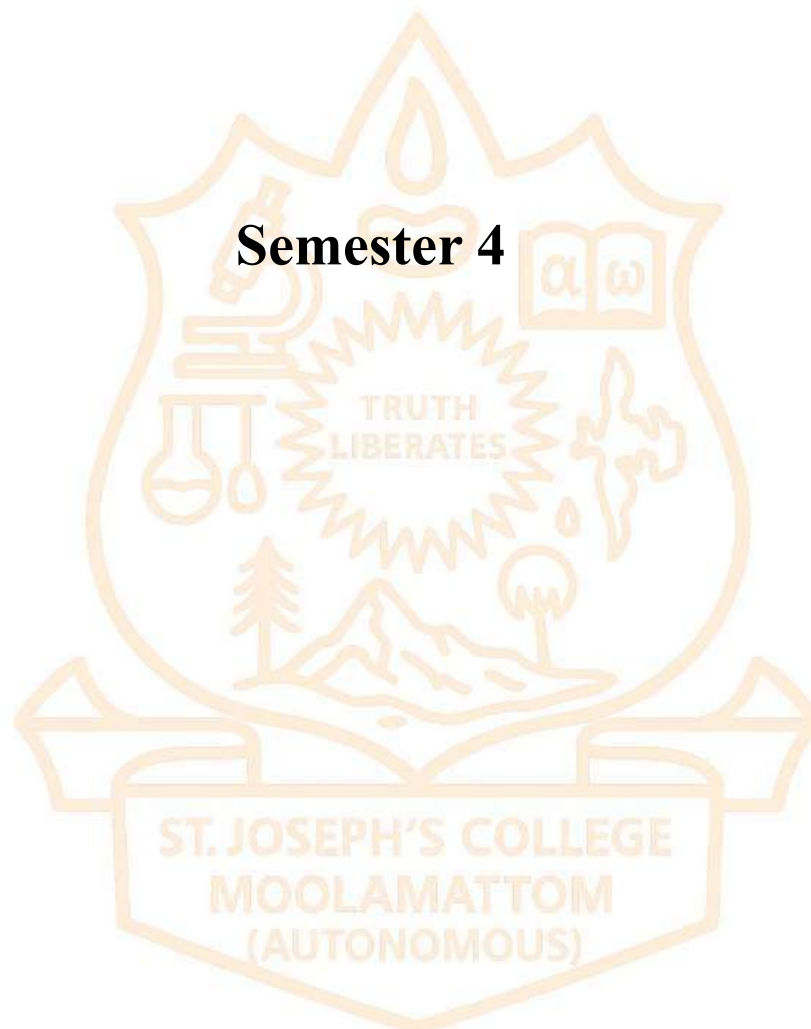 Semester 4
α ω
TRUTH
LIBERATES
ST. JOSEPH'S COLLEGE
MOOLAMATTOM
(AUTONOMOUS)